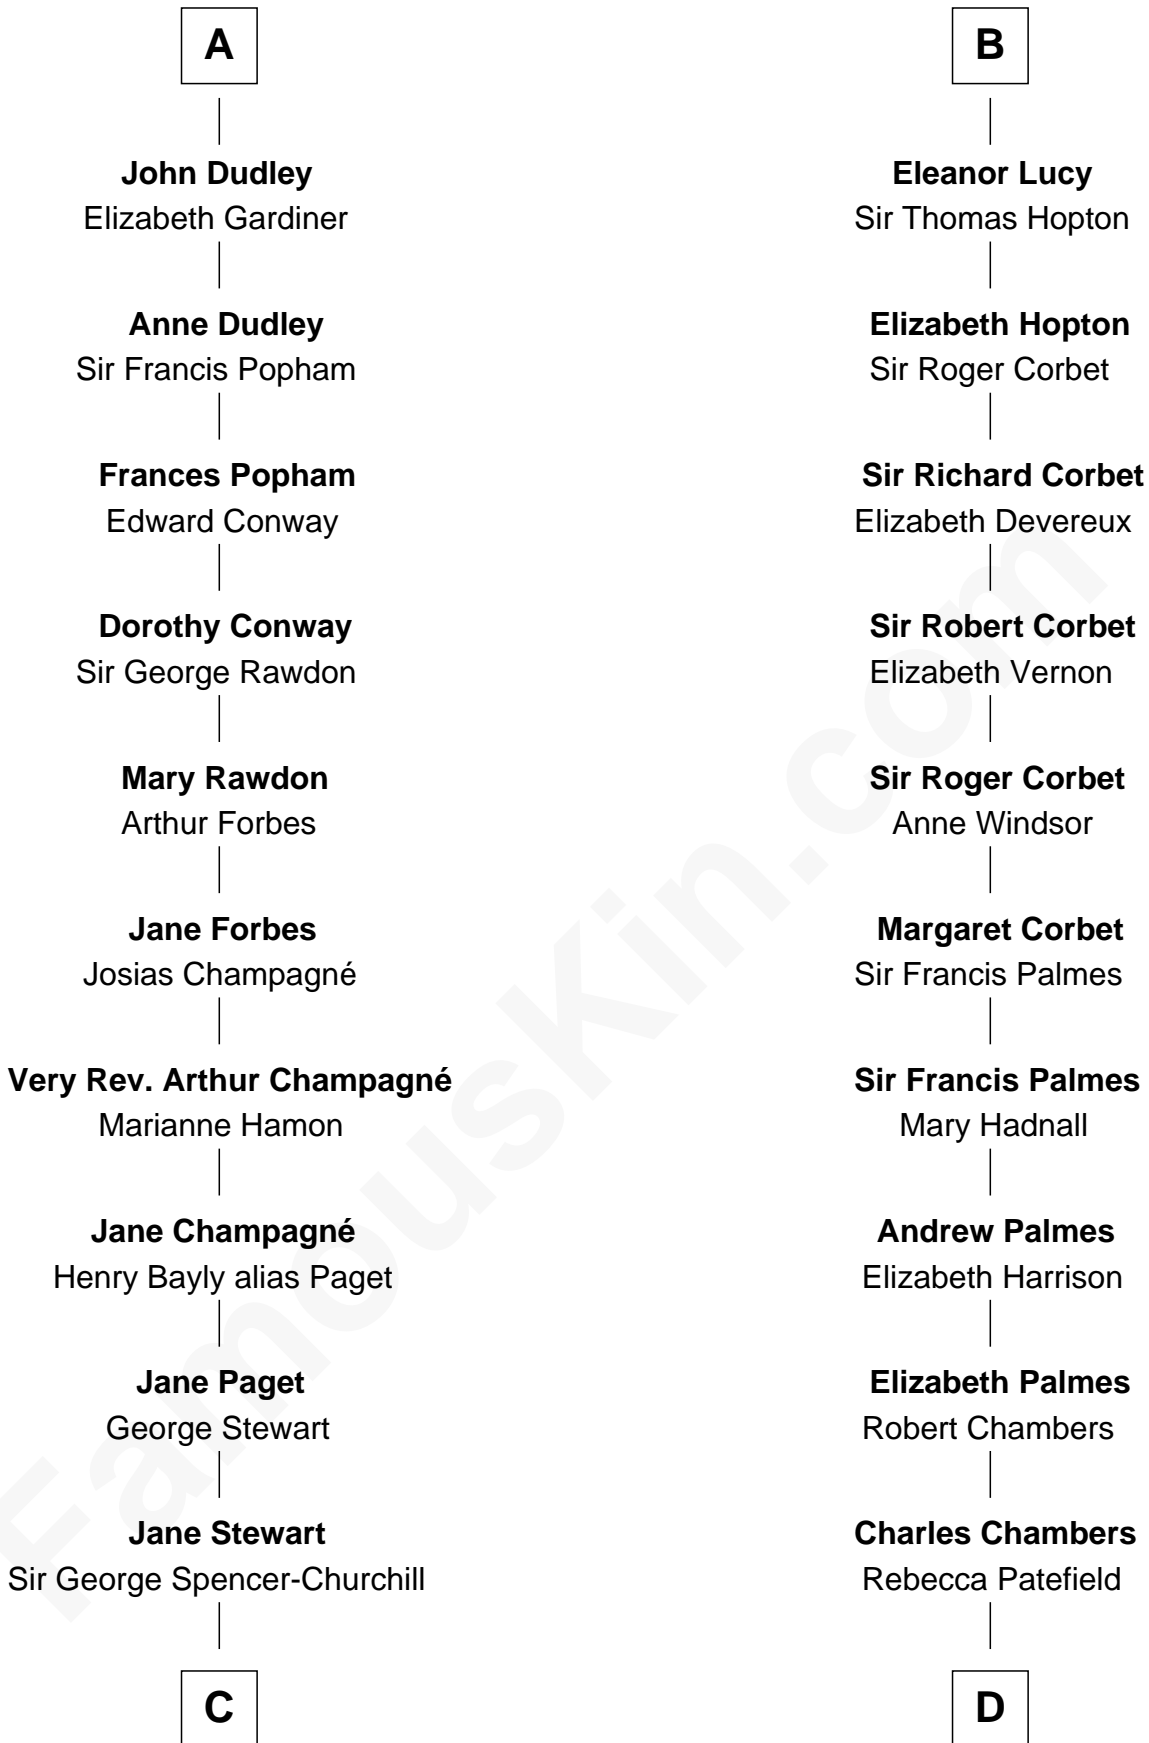 A
John Dudley
Elizabeth Gardiner
Anne Dudley
Sir Francis Popham
Frances Popham
Edward Conway
Dorothy Conway
Sir George Rawdon
Mary Rawdon
Arthur Forbes
Jane Forbes
Josias Champagné
Very Rev. Arthur Champagné
Marianne Hamon
Jane Champagné
Henry Bayly alias Paget
Jane Paget
George Stewart
Jane Stewart
Sir George Spencer-Churchill
C
B
Eleanor Lucy
Sir Thomas Hopton
Elizabeth Hopton
Sir Roger Corbet
Sir Richard Corbet
Elizabeth Devereux
Sir Robert Corbet
Elizabeth Vernon
Sir Roger Corbet
Anne Windsor
Margaret Corbet
Sir Francis Palmes
Sir Francis Palmes
Mary Hadnall
Andrew Palmes
Elizabeth Harrison
Elizabeth Palmes
Robert Chambers
Charles Chambers
Rebecca Patefield
D
FamousKin.com